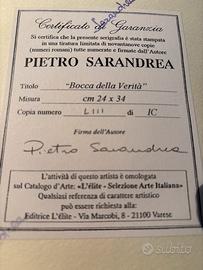 Certificato di Garanzia
Si certifica che la presente serigrafia è stata stampata
in una tiratura limitata di novantanove copie
(numeri romani) tutte numerate e firmate dall'Autore
PIETRO SARANDREA
Titolo "Bocca della Verità"
Misura cm 24 x 34
Copia numero LIII di IC
Firma dell'Autore
Pietro Sarandrea
L'attività di questo artista è omologata
sul Catalogo d'Arte: «L'élite - Selezione Arte Italiana»
Qualsiasi referenza di carattere artistico
può essere richiesta alla:
Editrice L'élite - Via Marcobi, 8 - 21100 Varese
subito